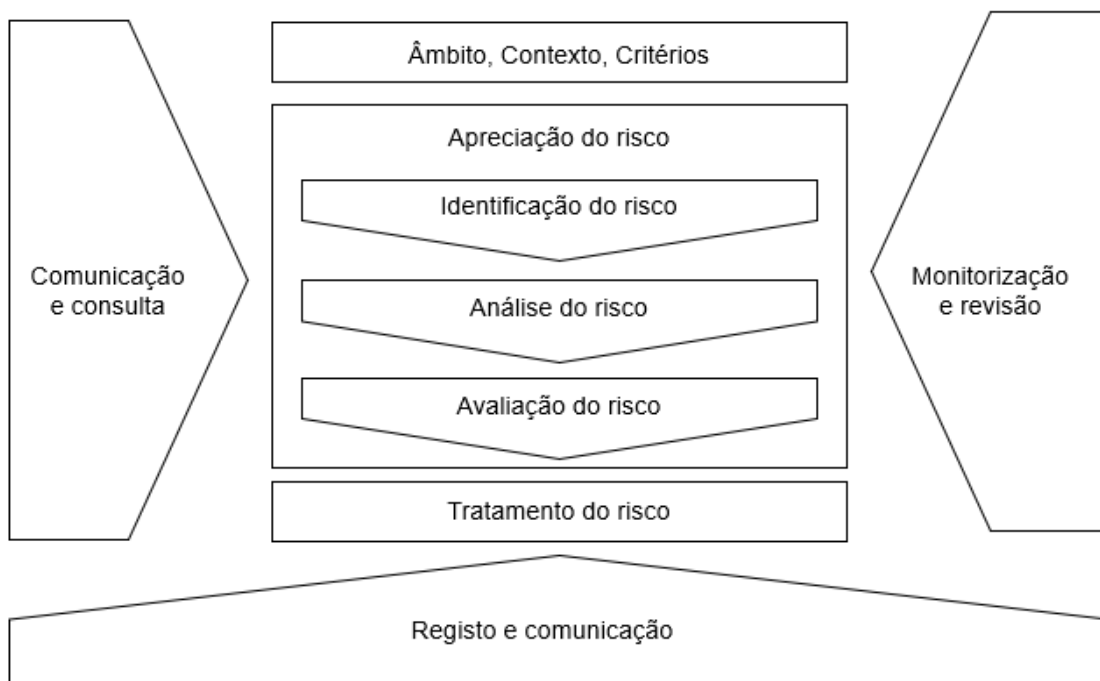 Âmbito, Contexto, Critérios
Apreciação do risco
Identificação do risco
Análise do risco
Avaliação do risco
Tratamento do risco
Comunicação
e consulta
Monitorização
e revisão
Registo e comunicação